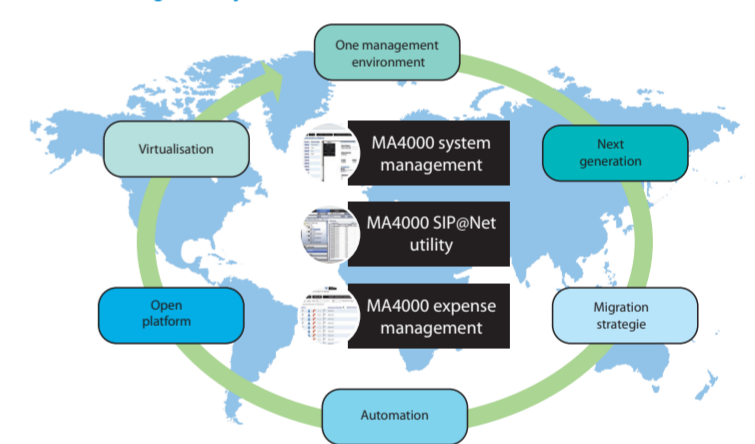 One management
environment
Virtualisation
MA4000 system
management
Next
generation
MA4000 SIP@Net
utility
Open
platform
MA4000 expense
management
Migration
strategie
Automation